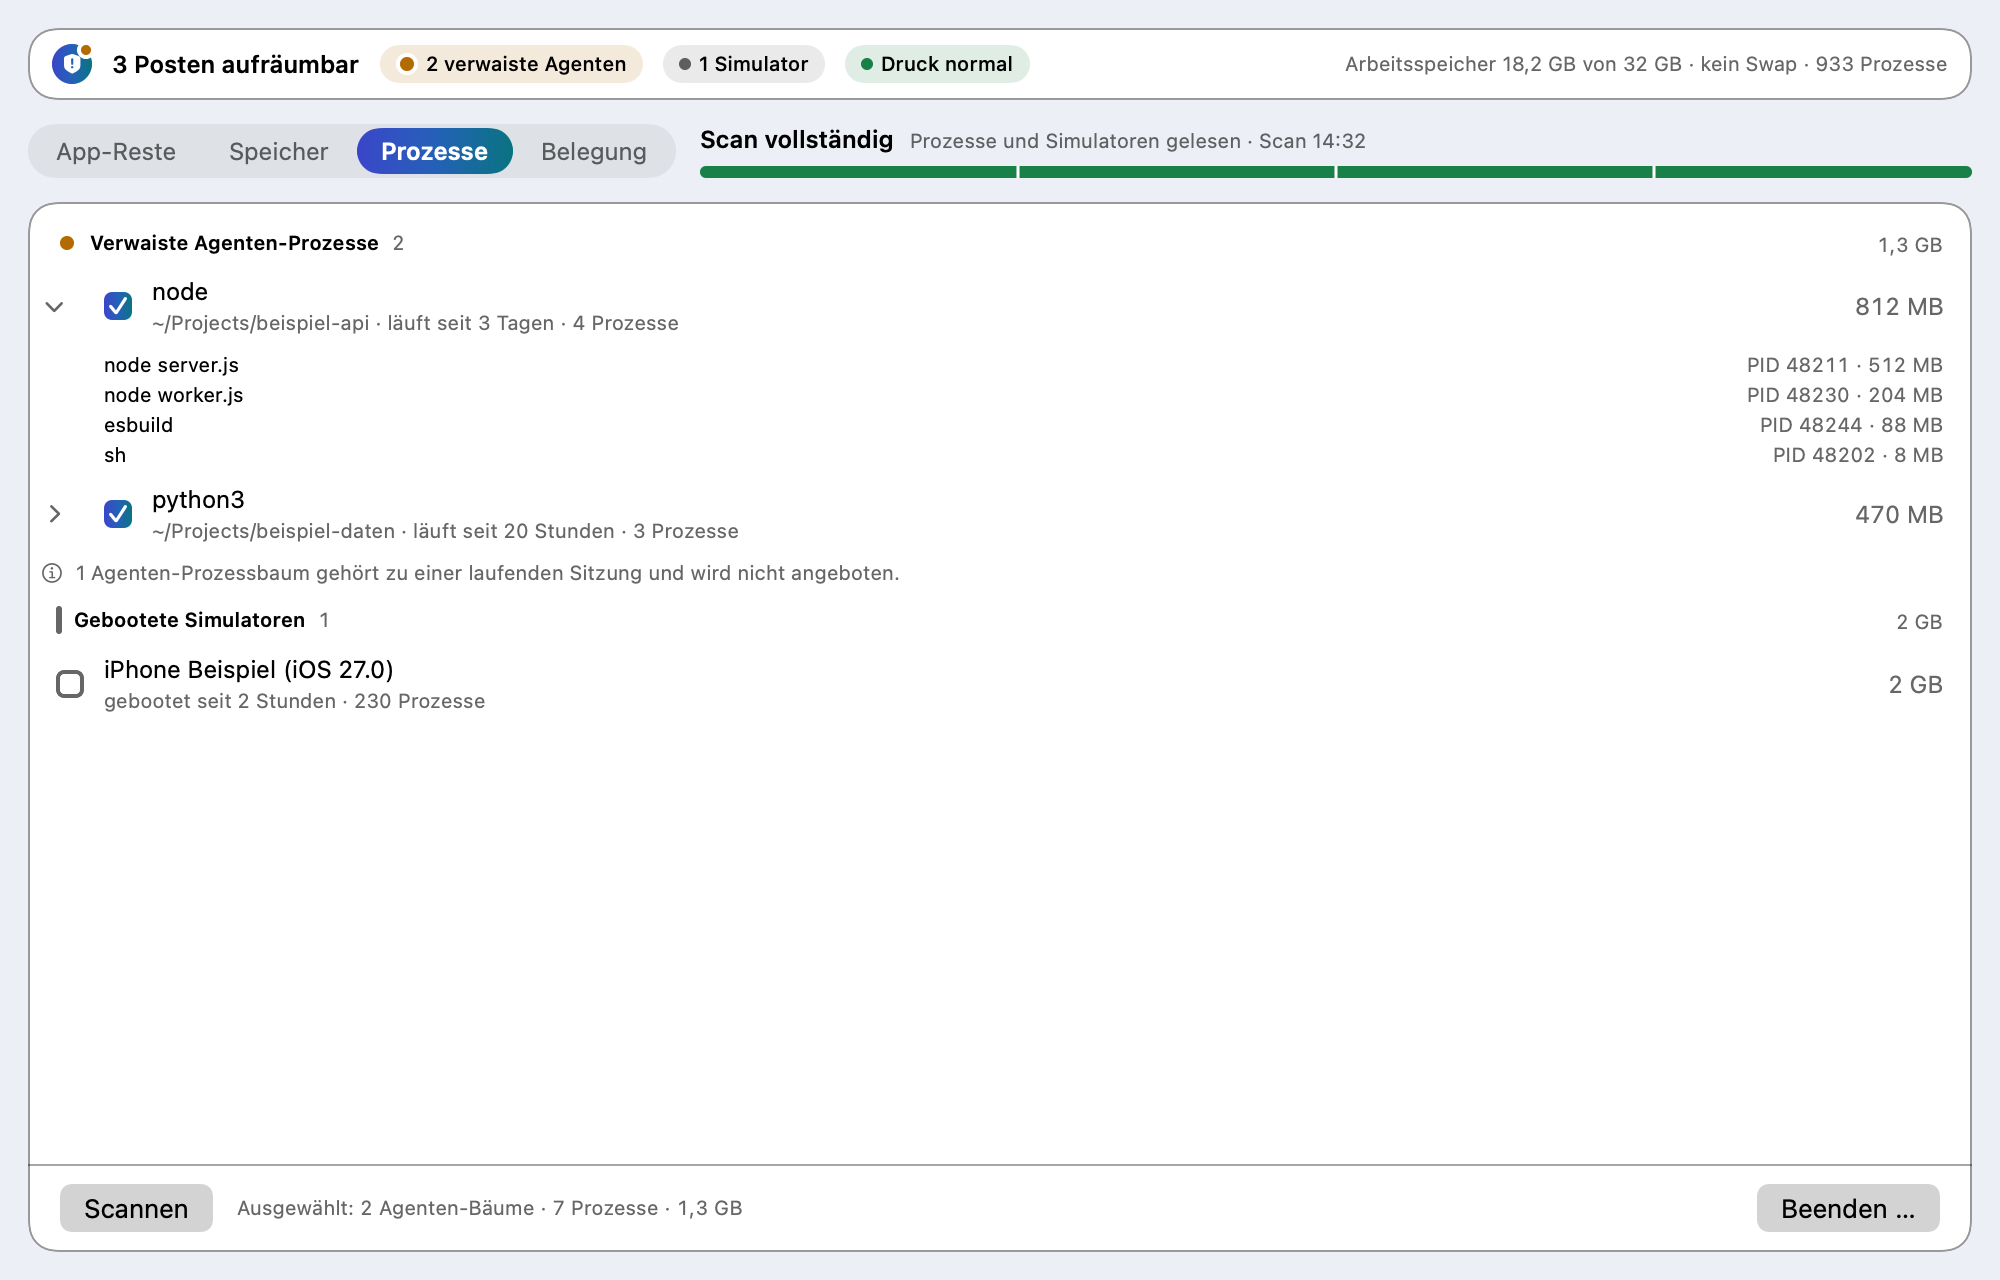 3 Posten aufräumbar
2 verwaiste Agenten
1 Simulator
Druck normal
Arbeitsspeicher 18,2 GB von 32 GB · kein Swap · 933 Prozesse
App-Reste
Speicher
Prozesse
Belegung
Scan vollständig Prozesse und Simulatoren gelesen · Scan 14:32
Verwaiste Agenten-Prozesse 2 1,3 GB
node
812 MB
~/Projects/beispiel-api · läuft seit 3 Tagen · 4 Prozesse
node server.js PID 48211 · 512 MB
node worker.js PID 48230 · 204 MB
esbuild PID 48244 · 88 MB
sh PID 48202 · 8 MB
python3
470 MB
~/Projects/beispiel-daten · läuft seit 20 Stunden · 3 Prozesse
1 Agenten-Prozessbaum gehört zu einer laufenden Sitzung und wird nicht angeboten.
Gebootete Simulatoren 1 2 GB
iPhone Beispiel (iOS 27.0)
2 GB
gebootet seit 2 Stunden · 230 Prozesse
Scannen
Ausgewählt: 2 Agenten-Bäume · 7 Prozesse · 1,3 GB
Beenden ...